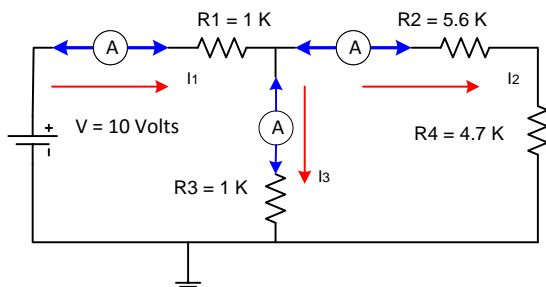 R1 = 1 K
R2 = 5.6 K
A
A
I1
I2
+
V = 10 Volts
A
R4 = 4.7 K
-
R3 = 1 K
I3